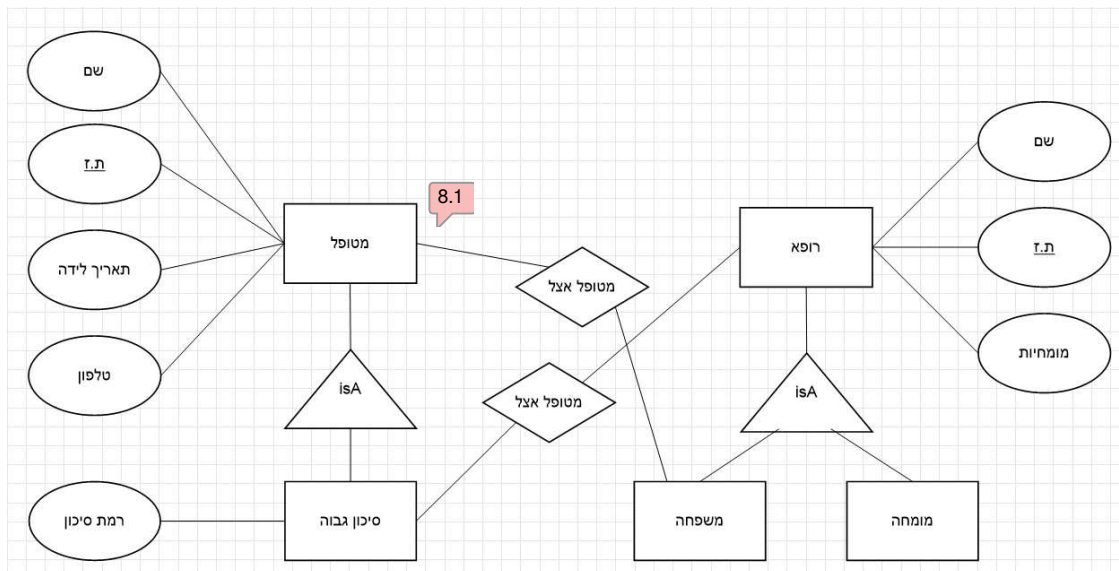 שם
ת.ז
תאריך לידה
טלפון
רמת סיכון
מטופל
8.1
isA
סיכון גבוה
מטופל אצל
מטופל אצל
רופא
isA
משפחה
מומחה
שם
ת.ז
מומחיות